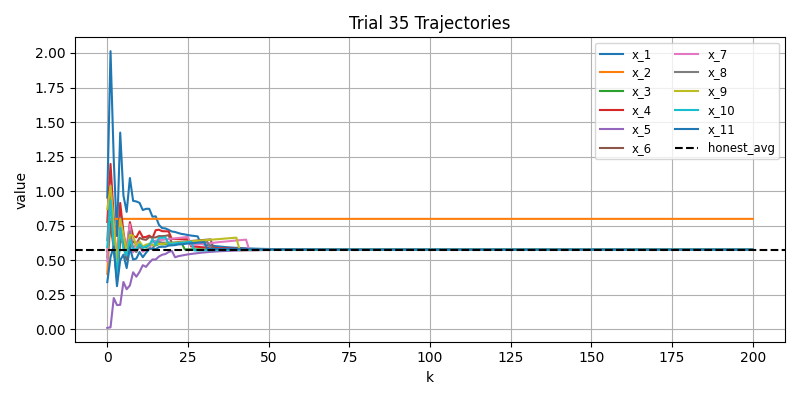 Trial 35 Trajectories
value
2.00
1.75
1.50
1.25
1.00
0.75
0.50
0.25
0.00
x_1
x_2
x_3
x_4
x_5
x_6
x_7
x_8
x_9
x_10
x_11
honest_avg
0 25 50 75 100 125 150 175 200
k